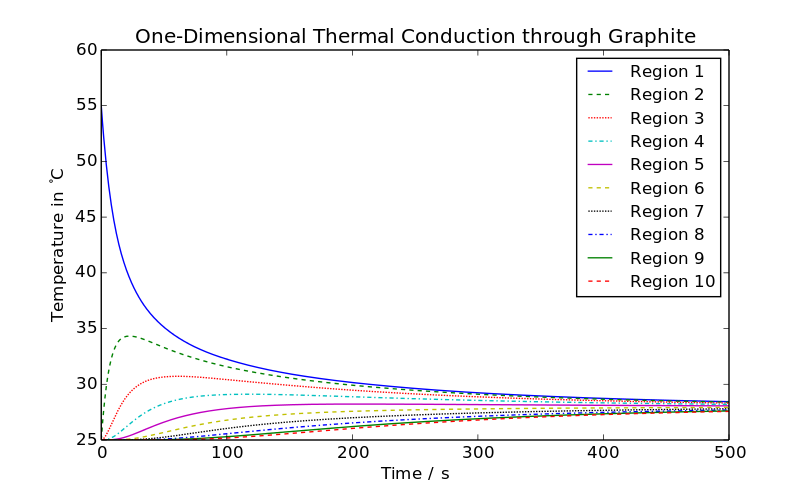 One-Dimensional Thermal Conduction through Graphite
60
55
50
45
40
35
30
25
Temperature in °C
Region 1
Region 2
Region 3
Region 4
Region 5
Region 6
Region 7
Region 8
Region 9
Region 10
0 100 200 300 400 500
Time / s